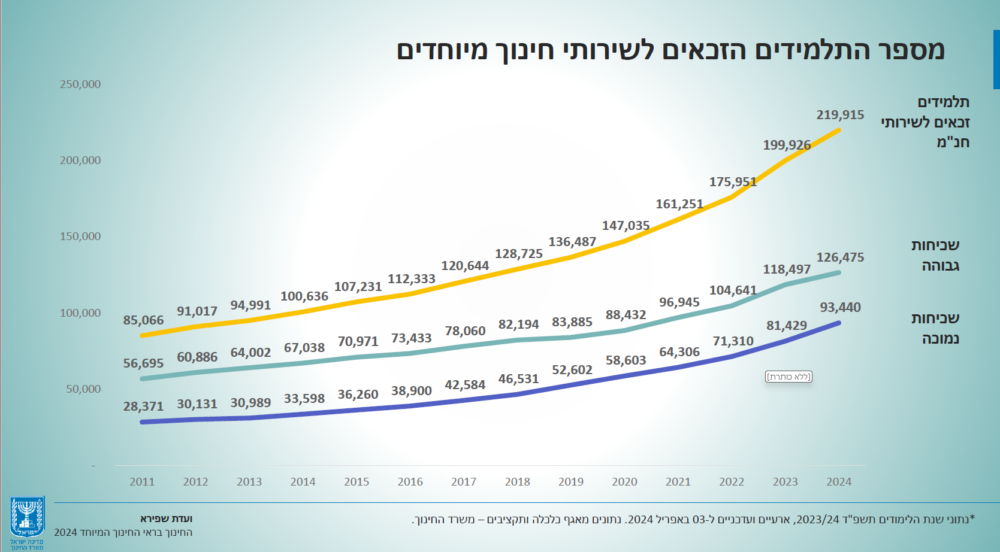 מספר התלמידים הזכאים לשירותי חינוך מיוחדים
250,000
200,000
150,000
100,000
50,000
-
תלמידים
זכאים לשירותי
חנ"מ
85,066 91,017 94,991 100,636 107,231 112,333 120,644 128,725 136,487 147,035 161,251 175,951 199,926 219,915
שכיחות
גבוהה
56,695 60,886 64,002 67,038 70,971 73,433 78,060 82,194 83,885 88,432 96,945 104,641 118,497 126,475
שכיחות
נמוכה
28,371 30,131 30,989 33,598 36,260 38,900 42,584 46,531 52,602 58,603 64,306 71,310 81,429 93,440
[ללא כותרת]
2011 2012 2013 2014 2015 2016 2017 2018 2019 2020 2021 2022 2023 2024
*נתוני שנת הלימודים תשפ"ד 2023/24, ארעיים ועדכניים ל-03 באפריל 2024. נתונים מאגף כלכלה ותקציבים – משרד החינוך.
ועדת שפירא
החינוך בראי החינוך המיוחד 2024
ישראל
מדינת ישראל
משרד החינוך